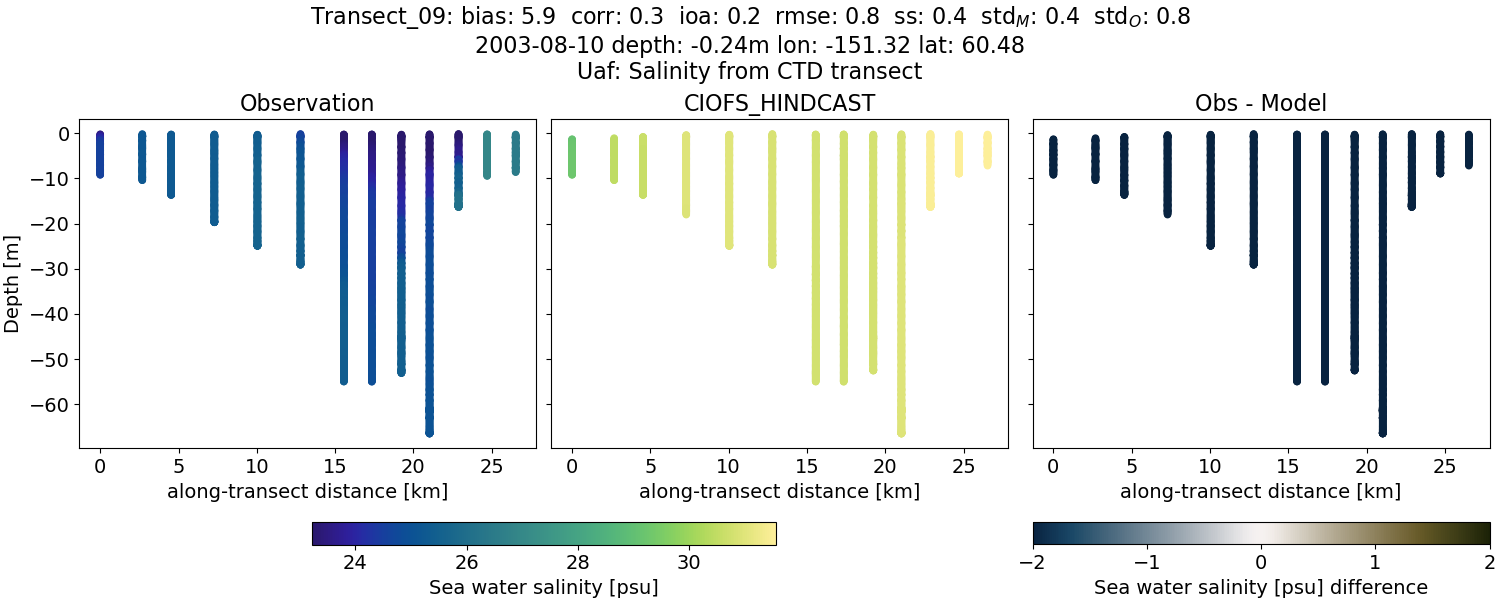 Transect_09: bias: 5.9  corr: 0.3  ioa: 0.2  rmse: 0.8  ss: 0.4  std_M: 0.4  std_O: 0.8
2003-08-10 depth: -0.24m lon: -151.32 lat: 60.48
Uaf: Salinity from CTD transect
Observation
CIOFS_HINDCAST
Obs - Model
Depth [m]
0
−10
−20
−30
−40
−50
−60
0 5 10 15 20 25
0 5 10 15 20 25
0 5 10 15 20 25
along-transect distance [km]
along-transect distance [km]
along-transect distance [km]
24 26 28 30
Sea water salinity [psu]
−2 −1 0 1 2
Sea water salinity [psu] difference